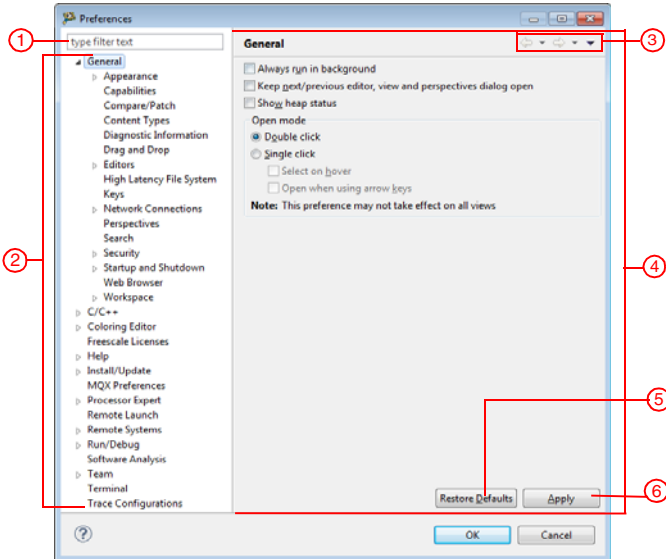 Preferences
1
type filter text
General
3
General
Appearance
Capabilities
Compare/Patch
Content Types
Diagnostic Information
Drag and Drop
Editors
High Latency File System
Keys
Network Connections
Perspectives
Search
Security
Startup and Shutdown
Web Browser
Workspace
C/C++
Coloring Editor
Freescale Licenses
Help
Install/Update
MQX Preferences
Processor Expert
Remote Launch
Remote Systems
Run/Debug
Software Analysis
Team
Terminal
Trace Configurations
2
Always run in background
Keep next/previous editor, view and perspectives dialog open
Show heap status
Open mode
Double click
Single click
Select on hover
Open when using arrow keys
Note: This preference may not take effect on all views
4
5
Restore Defaults
Apply
6
?
OK
Cancel